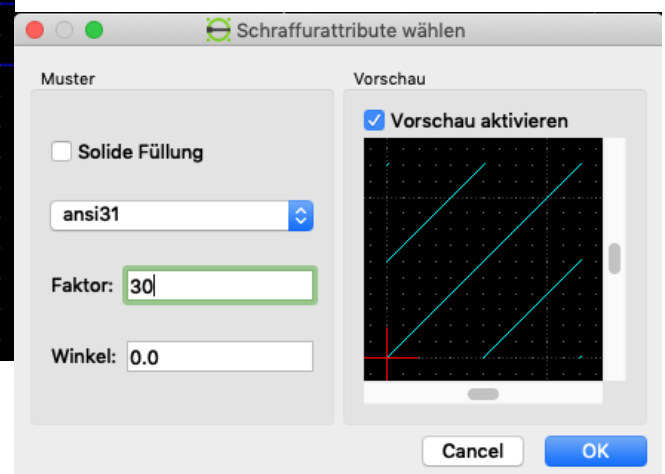 Schraffurattribute wählen
Muster
Vorschau
Solide Füllung
Vorschau aktivieren
ansi31
Faktor: 30
Winkel: 0.0
Cancel
OK